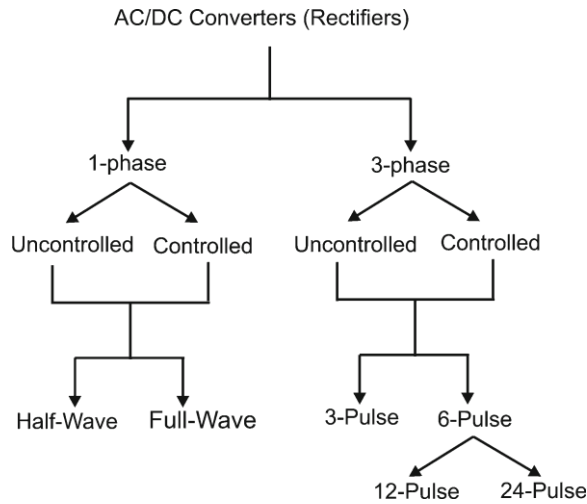 AC/DC Converters (Rectifiers)
1-phase
3-phase
Uncontrolled
Controlled
Uncontrolled
Controlled
Half-Wave
Full-Wave
3-Pulse
6-Pulse
12-Pulse
24-Pulse